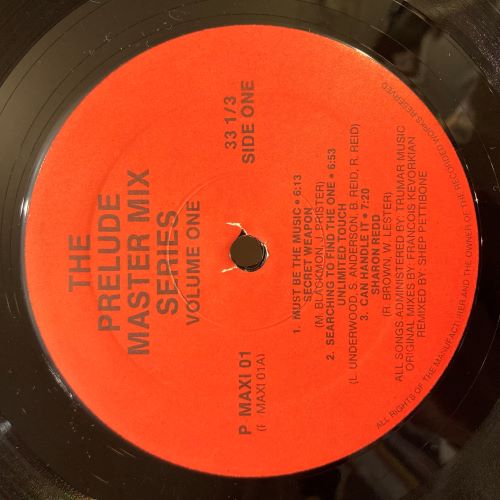 THE
PRELUDE
MASTER MIX
SERIES
VOLUME ONE
P MAXI 01
(P MAXI 01A)
33 1/3
SIDE ONE
1. MUST BE THE MUSIC • 6:13
SECRET WEAPON
(M. BLACKMON, J. PRISTER)
2. SEARCHING TO FIND THE ONE • 6:53
UNLIMITED TOUCH
(L. UNDERWOOD, A. ANDERSON, B. REID, R. REID)
3. CAN YOU HANDLE IT • 7:20
SHARON REDD
(R. BROWN, W. LESTER)
ALL SONGS ADMINISTERED BY: TRUMAR MUSIC
ORIGINAL MIXES BY: FRANCOIS KEVORKIAN
REMIXED BY: SHEP PETTIBONE
ALL RIGHTS OF THE MANUFACTURER AND THE OWNER OF THE RECORDED WORKS RESERVED